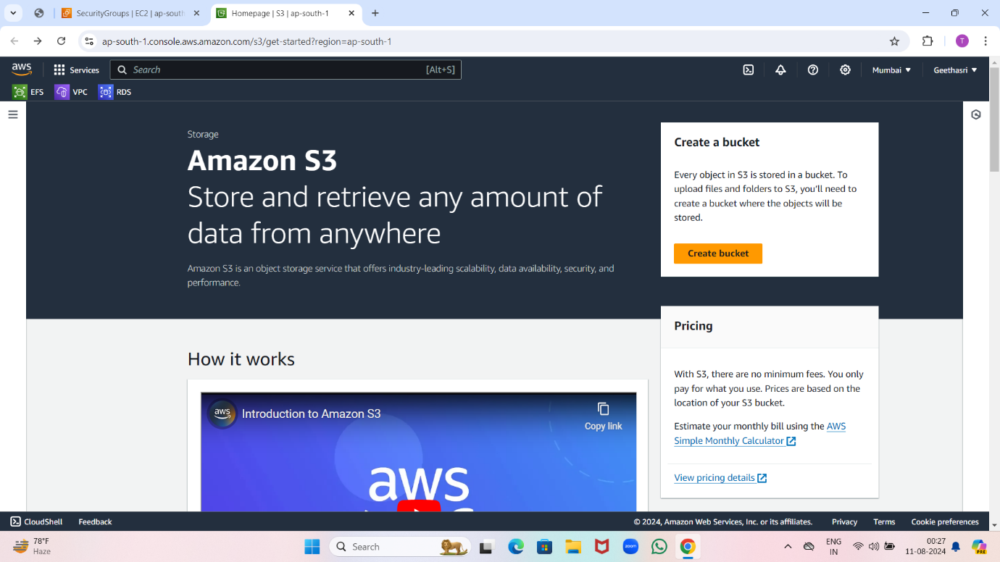 SecurityGroups | EC2 | ap-south
Homepage | S3 | ap-south-1
ap-south-1.console.aws.amazon.com/s3/get-started?region=ap-south-1
T
aws
Services
Search
[Alt+S]
Mumbai
Geethasri
EFS
VPC
RDS
Storage
Amazon S3
Store and retrieve any amount of
data from anywhere
Amazon S3 is an object storage service that offers industry-leading scalability, data availability, security, and
performance.
Create a bucket
Every object in S3 is stored in a bucket. To
upload files and folders to S3, you'll need to
create a bucket where the objects will be
stored.
Create bucket
Pricing
With S3, there are no minimum fees. You only
pay for what you use. Prices are based on the
location of your S3 bucket.
Estimate your monthly bill using the AWS
Simple Monthly Calculator
View pricing details
How it works
aws
Introduction to Amazon S3
Copy link
aws
CloudShell
Feedback
© 2024, Amazon Web Services, Inc. or its affiliates.
Privacy
Terms
Cookie preferences
78°F
Haze
Search
zoom
ENG
IN
00:27
11-08-2024
PRE